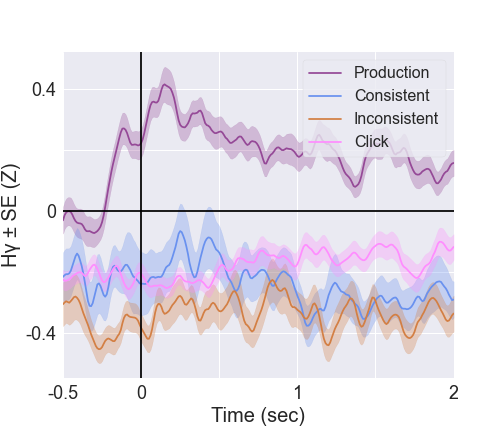 Production
Consistent
Inconsistent
Click
0.4
0
-0.4
Hγ ± SE (Z)
-0.5 0 1 2
Time (sec)